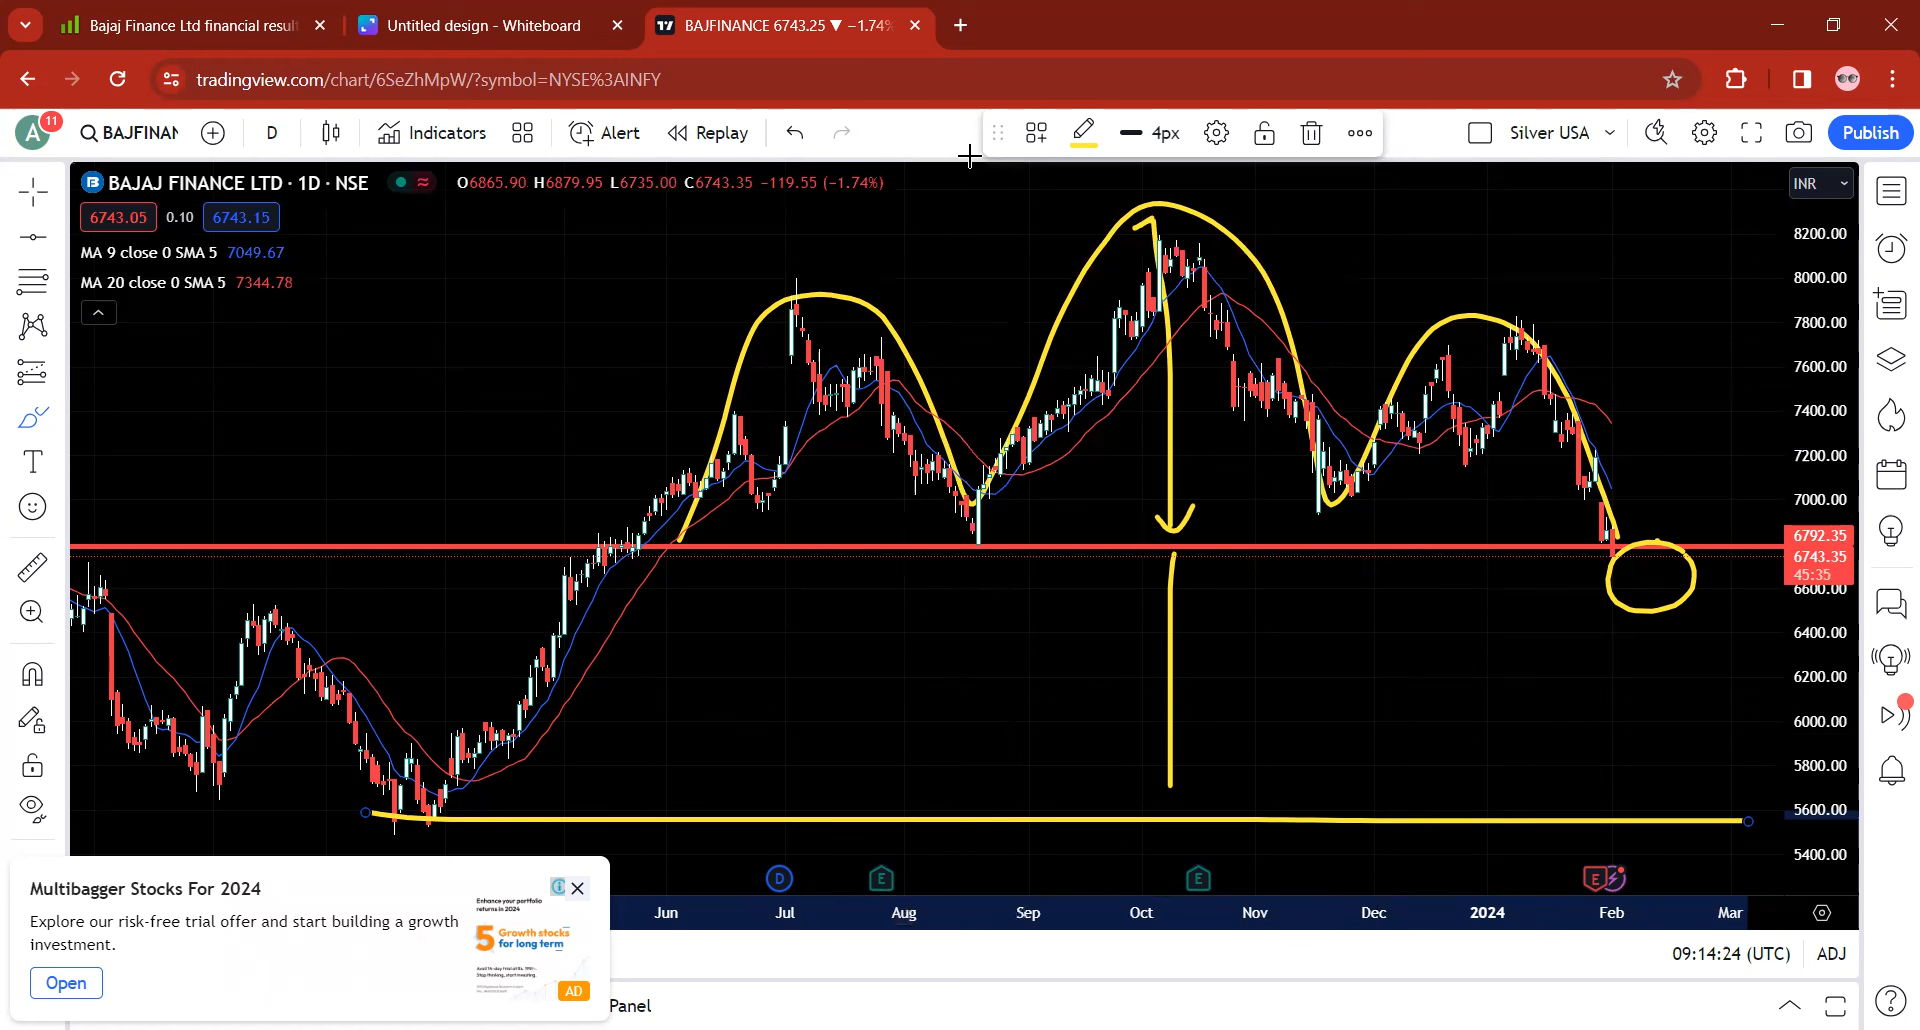 Bajaj Finance Ltd financial resul
Untitled design - Whiteboard
BAJFINANCE 6743.25 ▼ −1.74%
tradingview.com/chart/6SeZhMpW/?symbol=NYSE%3AINFY
A
11
BAJFINAN
D
Indicators
Alert
Replay
4px
Silver USA
Publish
BAJAJ FINANCE LTD · 1D · NSE
O6865.90 H6879.95 L6735.00 C6743.35 −119.55 (−1.74%)
INR
6743.05 0.10 6743.15
MA 9 close 0 SMA 5 7049.67
MA 20 close 0 SMA 5 7344.78
8200.00
8000.00
7800.00
7600.00
7400.00
7200.00
7000.00
6792.35
6743.35
45:35
6600.00
6400.00
6200.00
6000.00
5800.00
5600.00
5400.00
D
E
E
E
Jun Jul Aug Sep Oct Nov Dec 2024 Feb Mar
Multibagger Stocks For 2024
Explore our risk-free trial offer and start building a growth
investment.
Open
Enhance your portfolio
returns in 2024
5 Growth stocks
for long term
AD
09:14:24 (UTC) ADJ
Panel